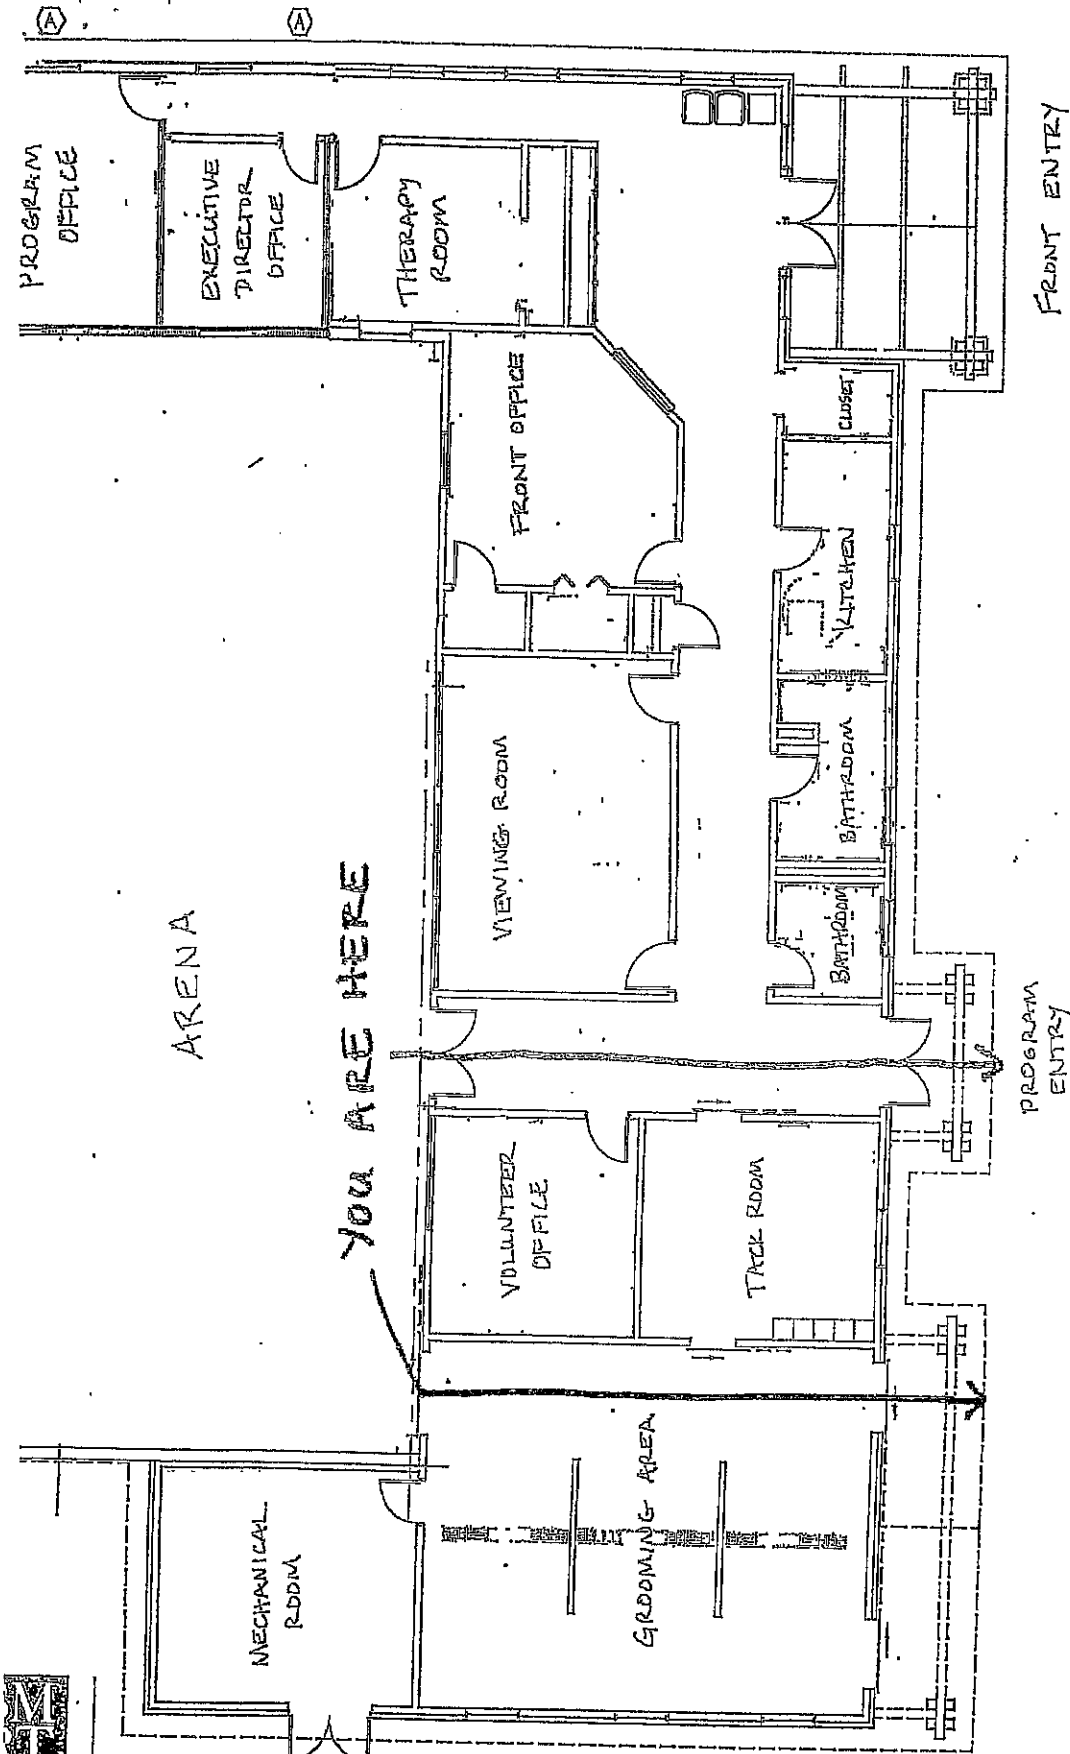 A
A
PROGRAM
OFFICE
EXECUTIVE
DIRECTOR
OFFICE
THERAPY
ROOM
FRONT ENTRY
FRONT OFFICE
CLOSET
KITCHEN
VIEWING ROOM
BATHROOM
BATHROOM
ARENA
YOU ARE HERE
PROGRAM
ENTRY
VOLUNTEER
OFFICE
TACK ROOM
MECHANICAL
ROOM
GROOMING AREA
M